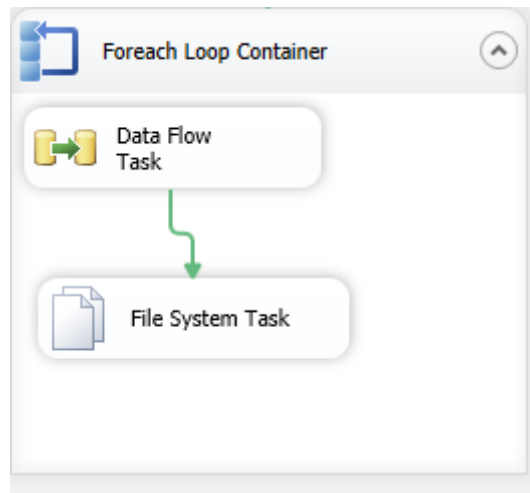 Foreach Loop Container
Data Flow
Task
File System Task